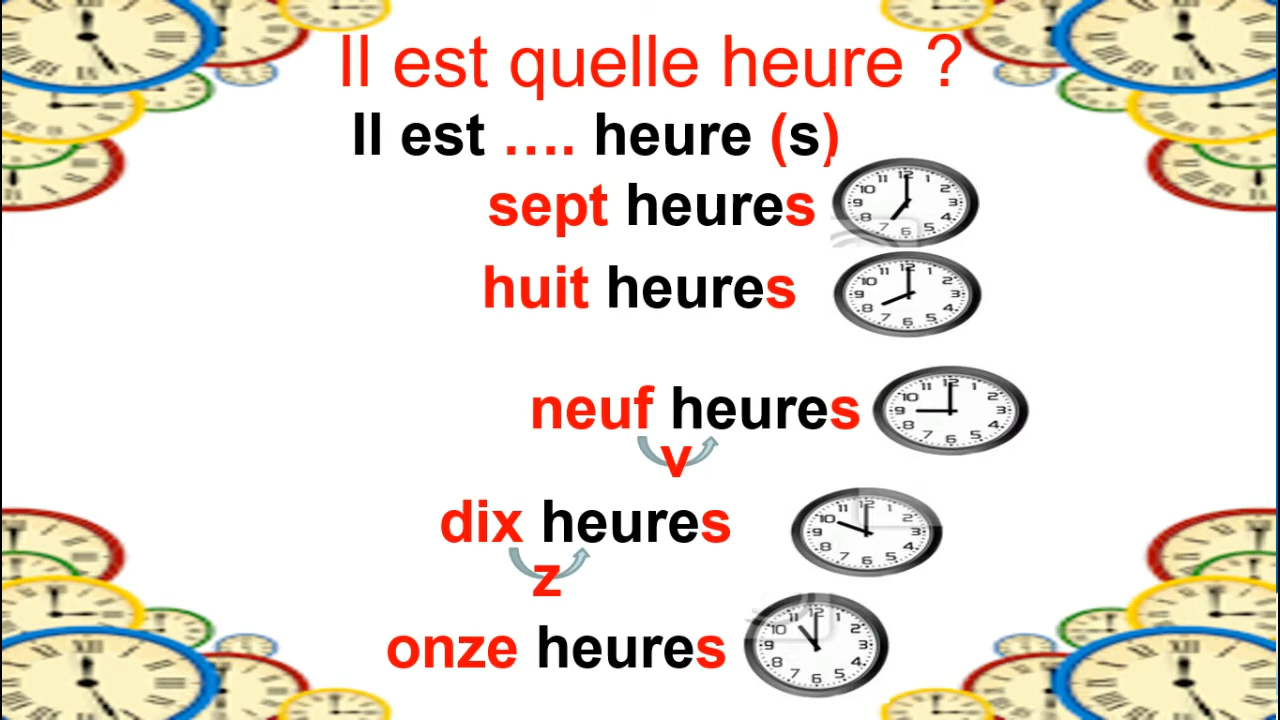 Il est quelle heure ?
Il est .... heure (s)
sept heures
huit heures
neuf heures
v
dix heures
z
onze heures